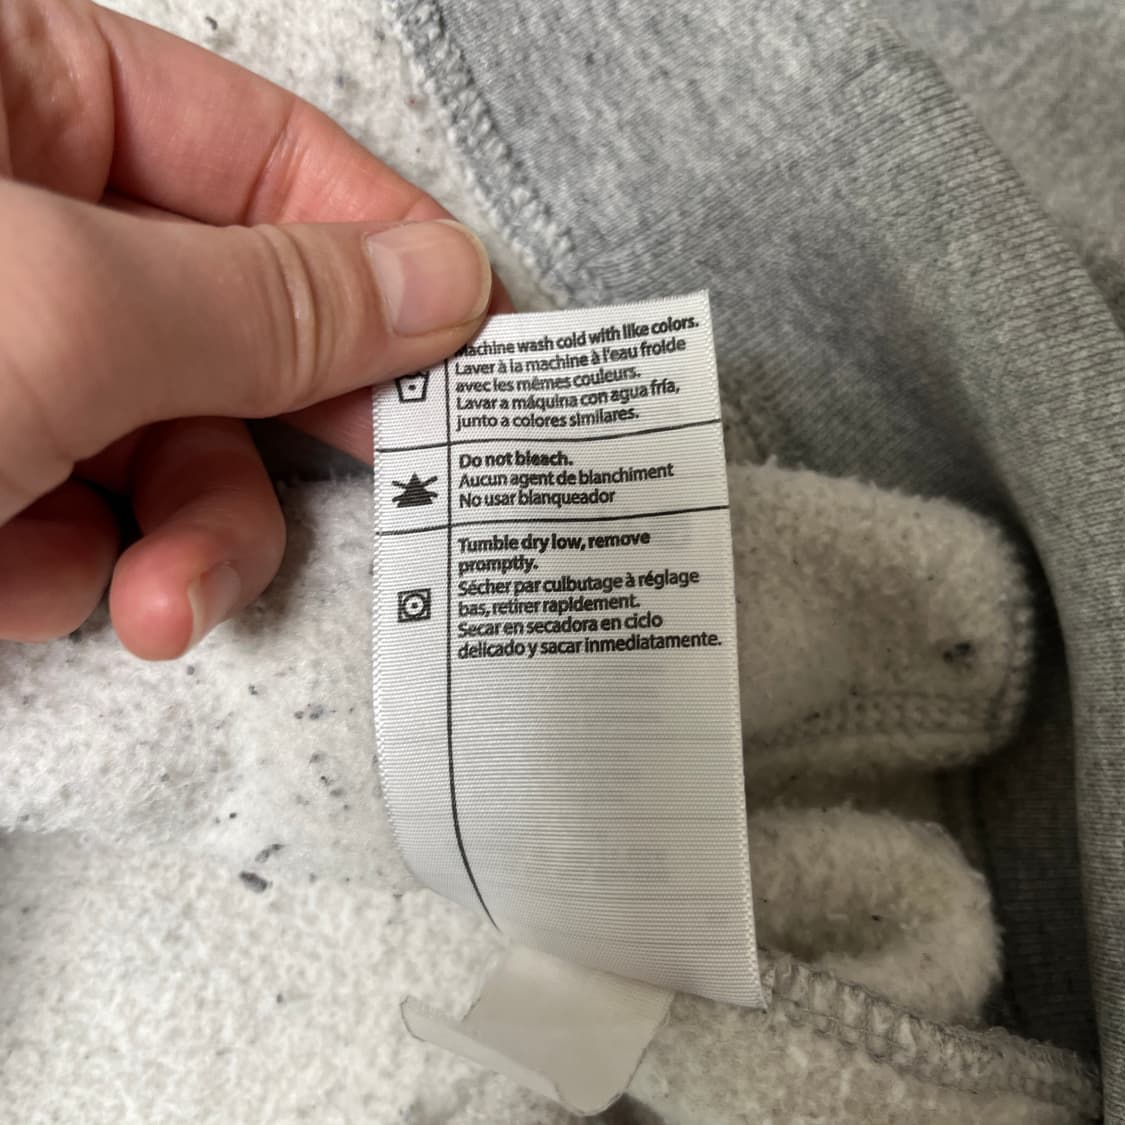 Machine wash cold with like colors.
Laver à la machine à l'eau froide
avec les mêmes couleurs.
Lavar a máquina con agua fría,
junto a colores similares.
Do not bleach.
Aucun agent de blanchiment
No usar blanqueador
Tumble dry low, remove
promptly.
Sécher par culbutage à réglage
bas, retirer rapidement.
Secar en secadora en ciclo
delicado y sacar inmediatamente.